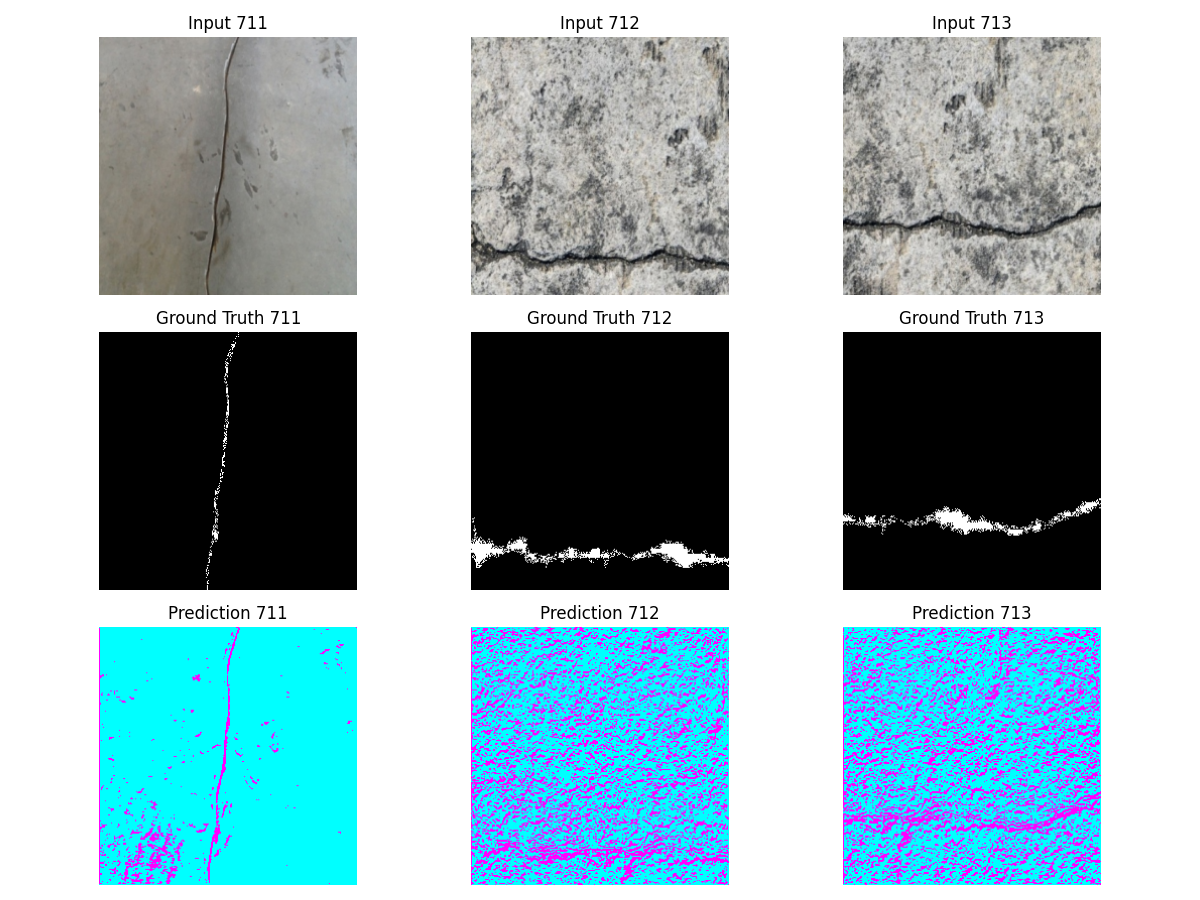 Input 711
Input 712
Input 713
Ground Truth 711
Ground Truth 712
Ground Truth 713
Prediction 711
Prediction 712
Prediction 713